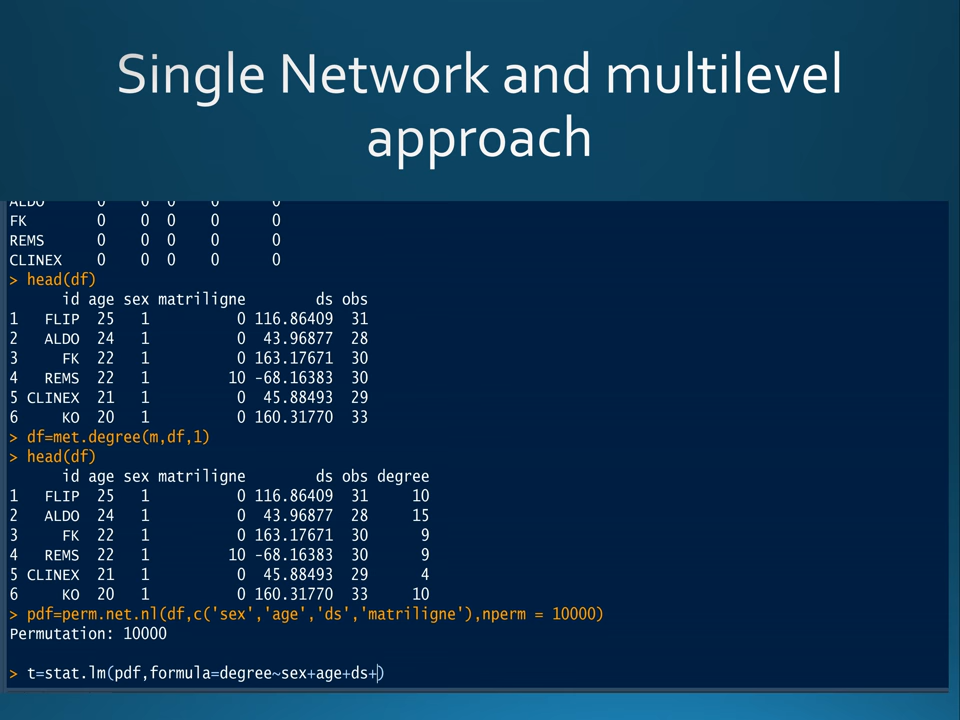 Single Network and multilevel
approach
ALDO 0 0 0 0 0
FK 0 0 0 0 0
REMS 0 0 0 0 0
CLINEX 0 0 0 0 0
> head(df)
id age sex matriligne ds obs
1 FLIP 25 1 0 116.86409 31
2 ALDO 24 1 0 43.96877 28
3 FK 22 1 0 163.17671 30
4 REMS 22 1 10 -68.16383 30
5 CLINEX 21 1 0 45.88493 29
6 KO 20 1 0 160.31770 33
> df=met.degree(m,df,1)
> head(df)
id age sex matriligne ds obs degree
1 FLIP 25 1 0 116.86409 31 10
2 ALDO 24 1 0 43.96877 28 15
3 FK 22 1 0 163.17671 30 9
4 REMS 22 1 10 -68.16383 30 9
5 CLINEX 21 1 0 45.88493 29 4
6 KO 20 1 0 160.31770 33 10
> pdf=perm.net.nl(df,c('sex','age','ds','matriligne'),nperm = 10000)
Permutation: 10000
> t=stat.lm(pdf,formula=degree~sex+age+ds+)